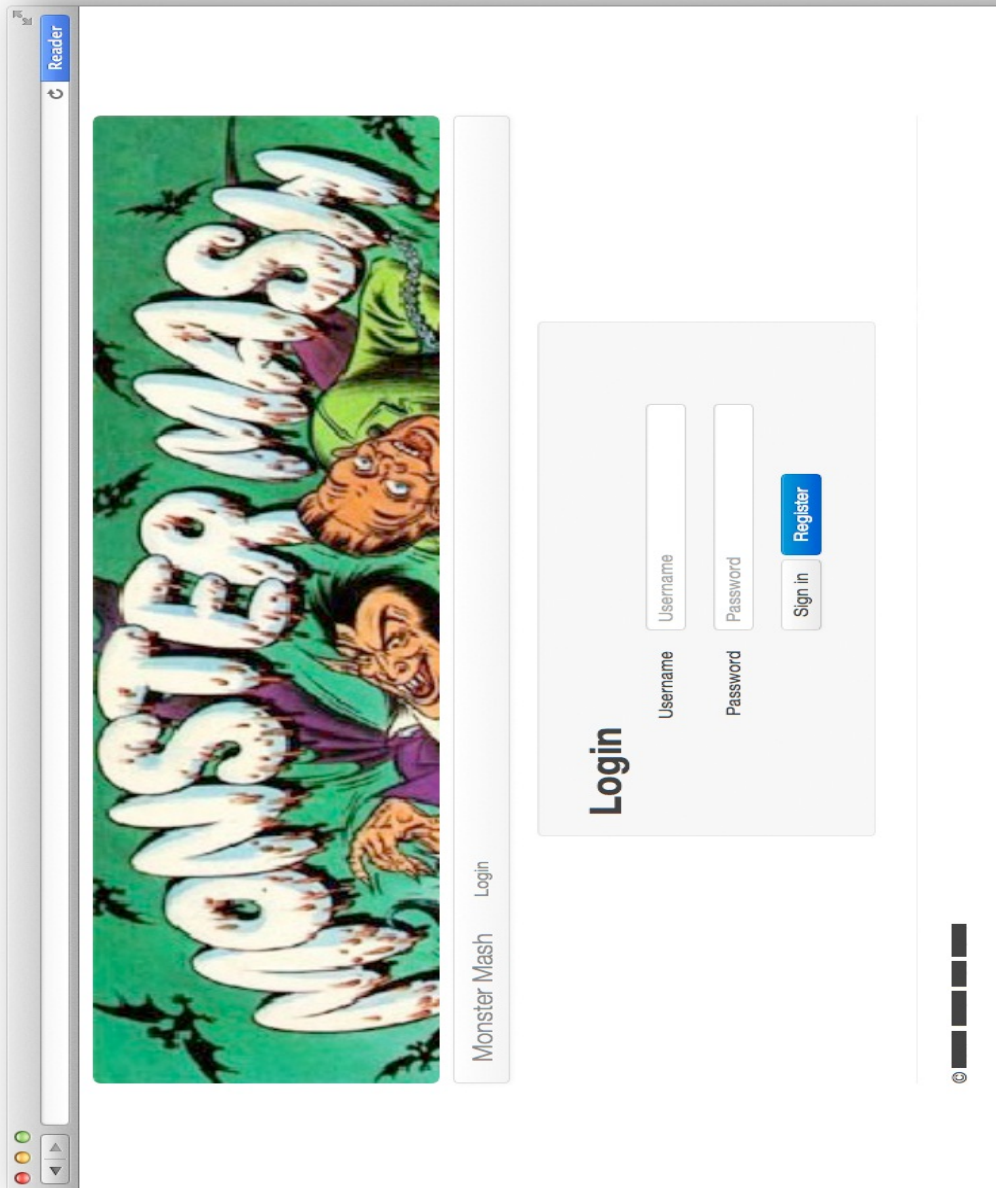 Reader
MONSTER MASH
Monster Mash Login
Login
Username Username
Password Password
Sign in Register
©